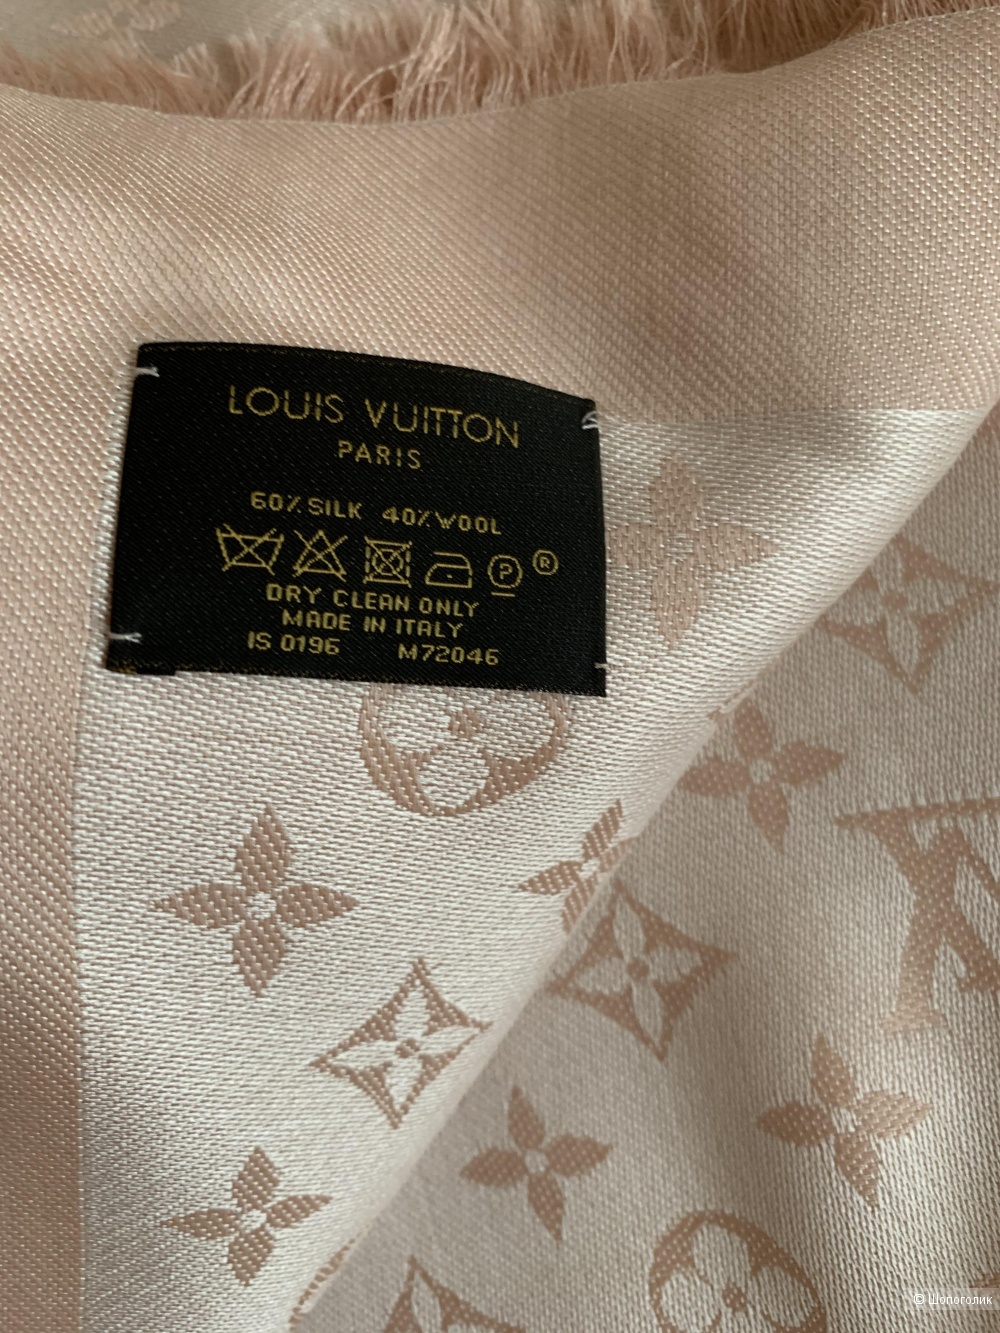 LOUIS VUITTON
PARIS
60% SILK 40% WOOL
P ®
DRY CLEAN ONLY
MADE IN ITALY
IS 0196 M72046
© Шопоголик